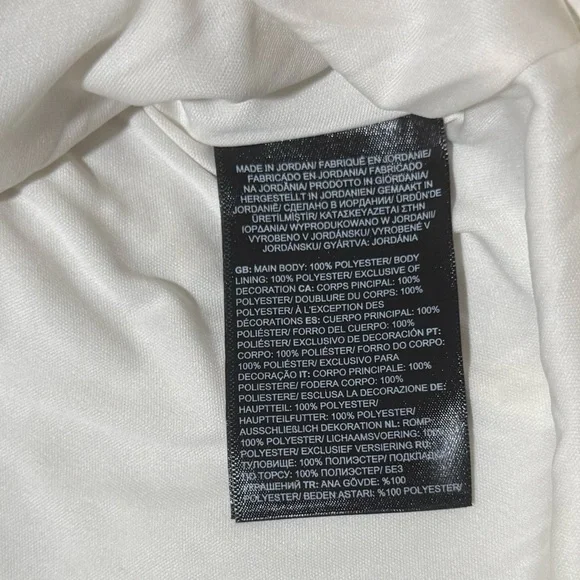 MADE IN JORDAN/ FABRIQUÉ EN JORDANIE/
FABRICADO EN JORDANIA/ FABRICADO
NA JORDÂNIA/ PRODOTTO IN GIORDANIA/
HERGESTELLT IN JORDANIEN/ GEMAAKT IN
JORDANIË/ СДЕЛАНО В ИОРДАНИИ/ ÜRDÜN'DE
ÜRETİLMİŞTİR/ ΚΑΤΑΣΚΕΥΑΖΕΤΑΙ ΣΤΗΝ
ΙΟΡΔΑΝΙΑ/ WYPRODUKOWANO W JORDANII/
VYROBENO V JORDÁNSKU/ VYROBENÉ V
JORDÁNSKU/ GYÁRTVA: JORDÁNIA
GB: MAIN BODY: 100% POLYESTER/ BODY
LINING: 100% POLYESTER/ EXCLUSIVE OF
DECORATION CA: CORPS PINCIPAL: 100%
POLYESTER/ DOUBLURE DU CORPS: 100%
POLYESTER/ À L'EXCEPTION DES
DÉCORATIONS ES: CUERPO PRINCIPAL: 100%
POLIÉSTER/ FORRO DEL CUERPO: 100%
POLIÉSTER/ EXCLUSIVO DE DECORACIÓN PT:
CORPO: 100% POLIÉSTER/ FORRO DO CORPO:
100% POLIÉSTER/ EXCLUSIVO PARA
DECORAÇÃO IT: CORPO PRINCIPALE: 100%
POLIESTERE/ FODERA CORPO: 100%
POLIESTERE/ ESCLUSA LA DECORAZIONE DE:
HAUPTTEIL: 100% POLYESTER/
HAUPTTEILFUTTER: 100% POLYESTER/
AUSSCHLIEẞLICH DEKORATION NL: ROMP:
100% POLYESTER/ LICHAAMSVOERING: 100%
POLYESTER/ EXCLUSIEF VERSIERING RU:
ТУЛОВИЩЕ: 100% ПОЛИЭСТЕР/ ПОДКЛАДКА
ПО ТОРСУ: 100% ПОЛИЭСТЕР/ БЕЗ
УКРАШЕНИЙ TR: ANA GÖVDE: %100
POLYESTER/ BEDEN ASTARI: %100 POLYESTER/